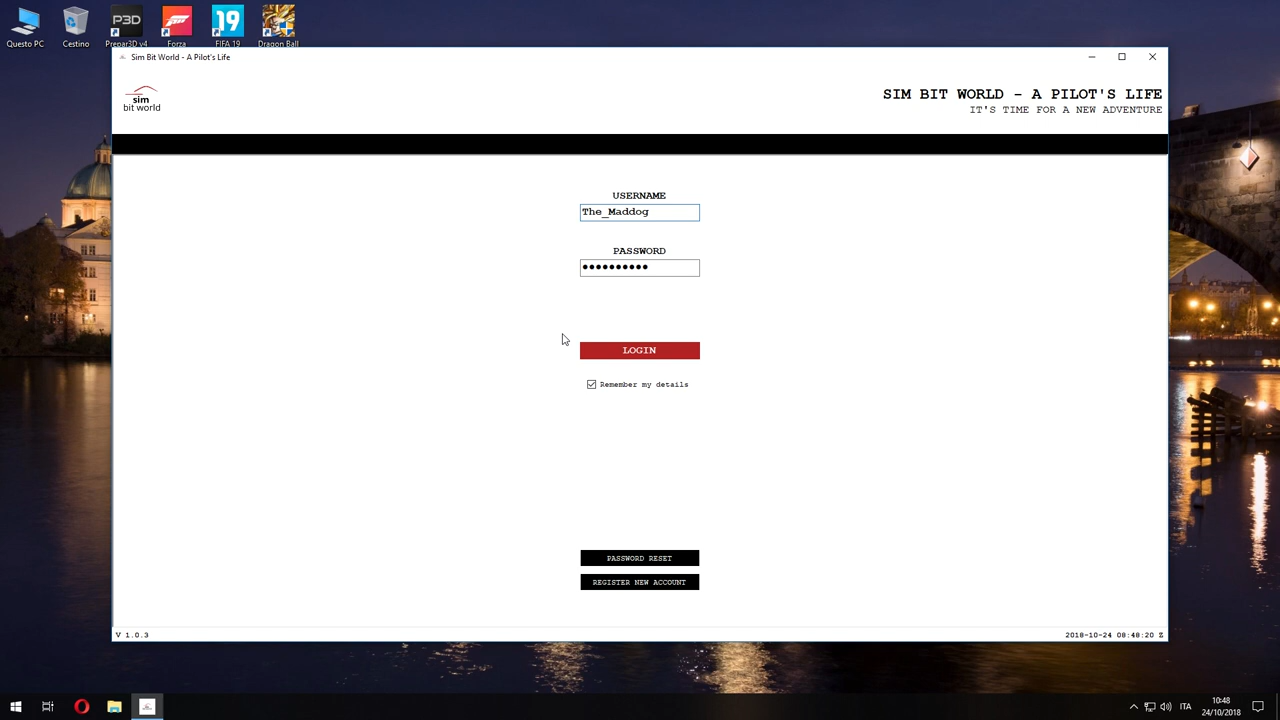 P3D
19
Questo PC
Cestino
Prepar3D v4
Forza
FIFA 19
Dragon Ball
Sim Bit World - A Pilot's Life
sim
bit world
SIM BIT WORLD - A PILOT'S LIFE
IT'S TIME FOR A NEW ADVENTURE
USERNAME
The_Maddog
PASSWORD
LOGIN
Remember my details
PASSWORD RESET
REGISTER NEW ACCOUNT
V 1.0.3
2018-10-24 08:48:20 Z
ITA
10:48
24/10/2018